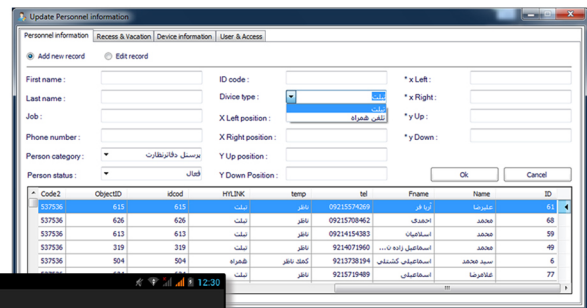 Update Personnel information
Personnel information Recess & Vacation Device information User & Access
Add new record Edit record
First name : ID code : * x Left :
Last name : Divice type : تبلت * x Right :
تبلت
تلفن همراه
Job : X Left position : * y Up :
Phone number : X Right position : * y Down :
Person category : پرسنل دفاترنظارت Y Up position :
Person status : فعال Y Down Position : Ok Cancel
Code2 ObjectID idcod HYLINK temp tel Fname Name ID
537536 615 615 تبلت ناظر 09215574269 آریا فر علیرضا 61
537536 626 626 تبلت ناظر 09215708462 احمدی محمد 68
537536 613 613 تبلت ناظر 09214154383 اسلامیان محمد 59
537536 319 319 تبلت ناظر 9214071960 اسماعیل زاده ن... محمد 49
537536 504 504 همراه کمک ناظر 9213738194 اسماعیلی کشتلی سید محمد 6
تبلت ناظر 9215719489 اسماعیلی غلامرضا 77
12:30